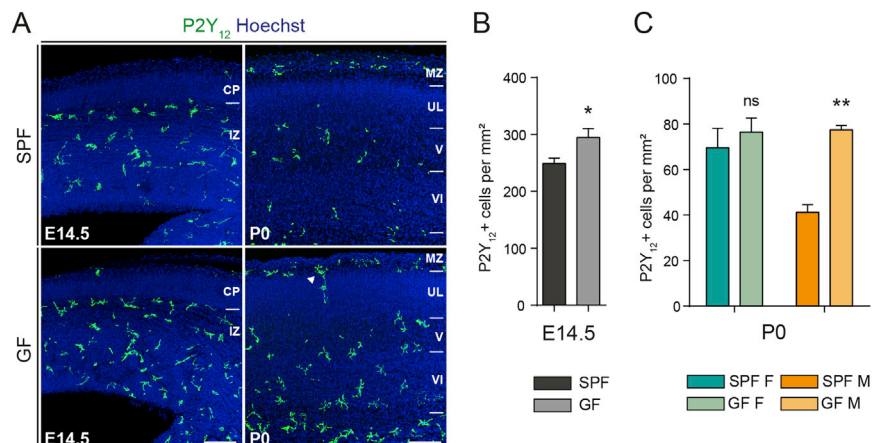 A
P2Y₁₂ Hoechst
SPF
CP
IZ
E14.5
MZ
UL
V
VI
P0
GF
CP
IZ
E14.5
MZ
UL
V
VI
P0
B
P2Y₁₂+ cells per mm²
400
300
200
100
0
*
E14.5
SPF
GF
C
P2Y₁₂+ cells per mm²
80
60
40
20
0
ns
**
P0
SPF F
SPF M
GF F
GF M